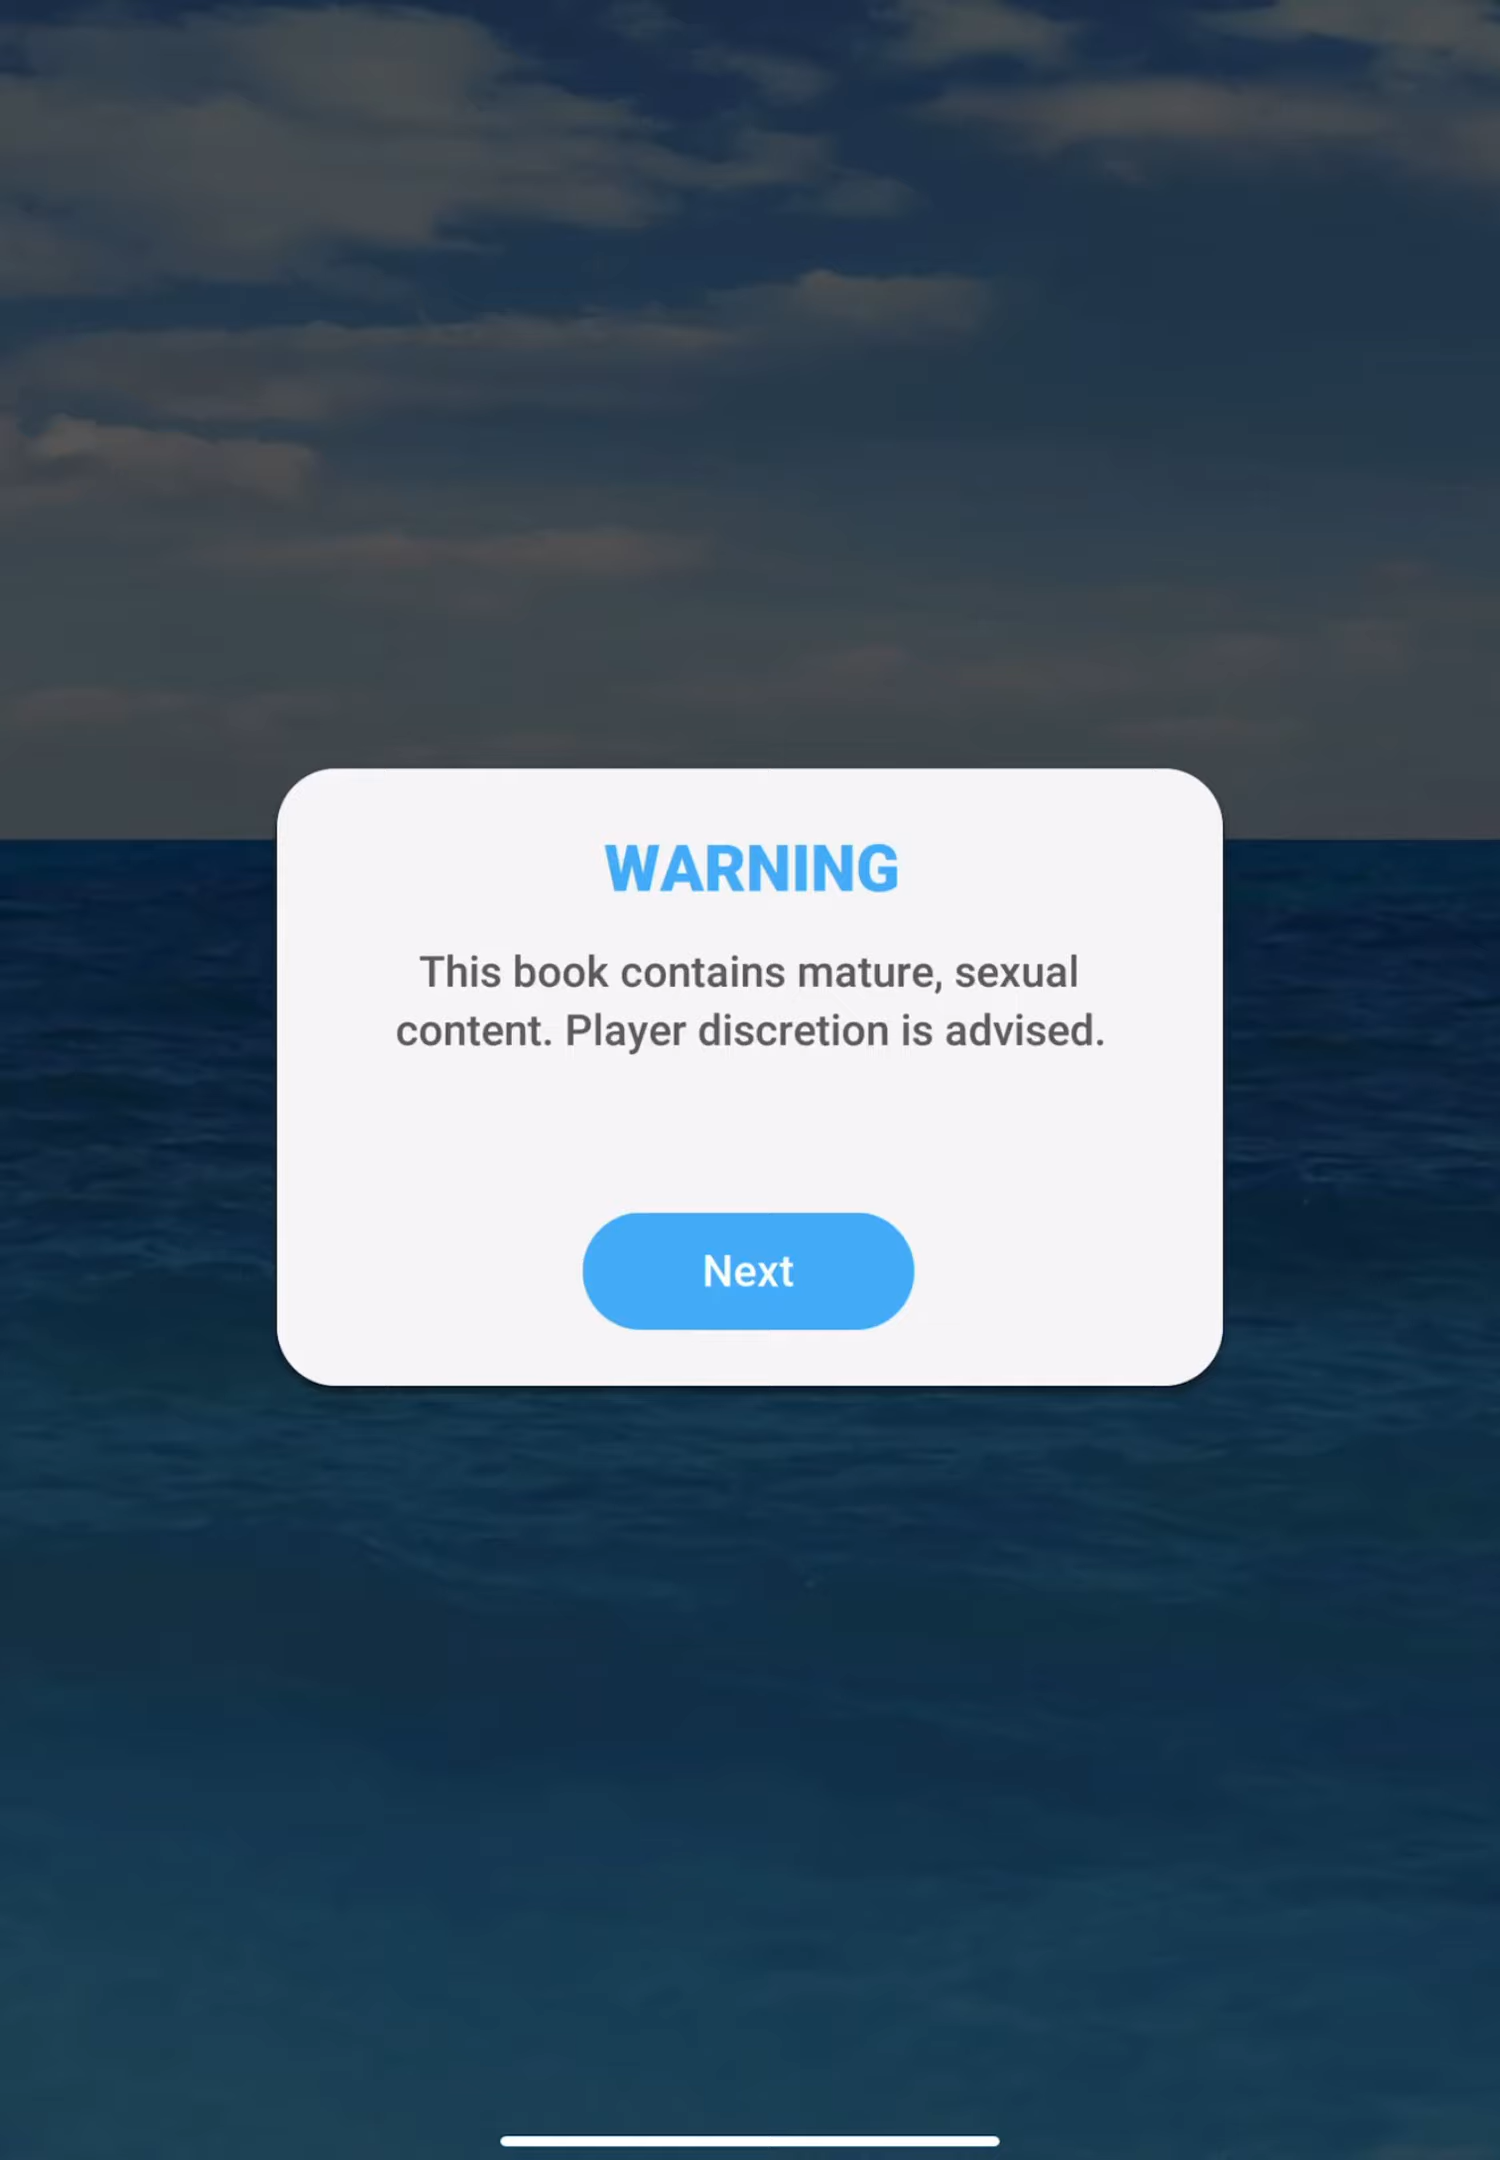 WARNING
This book contains mature, sexual
content. Player discretion is advised.
Next